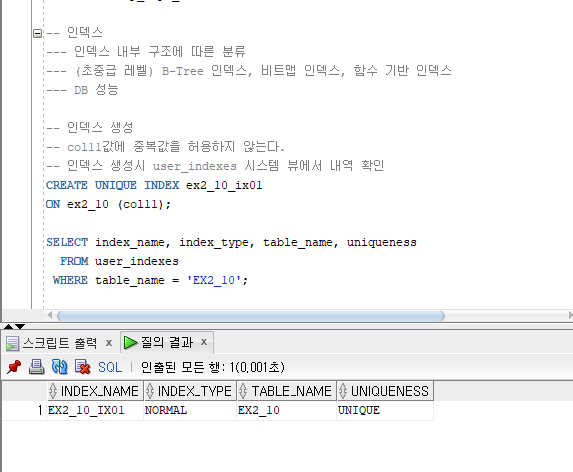 -- 인덱스
--- 인덱스 내부 구조에 따른 분류
--- (초중급 레벨) B-Tree 인덱스, 비트맵 인덱스, 함수 기반 인덱스
--- DB 성능
-- 인덱스 생성
-- col11값에 중복값을 허용하지 않는다.
-- 인덱스 생성시 user_indexes 시스템 뷰에서 내역 확인
CREATE UNIQUE INDEX ex2_10_ix01
ON ex2_10 (col11);
SELECT index_name, index_type, table_name, uniqueness
FROM user_indexes
WHERE table_name = 'EX2_10';
스크립트 출력 x 질의 결과 x
SQL | 인출된 모든 행: 1(0,001초)
INDEX_NAME INDEX_TYPE TABLE_NAME UNIQUENESS
1 EX2_10_IX01 NORMAL EX2_10 UNIQUE